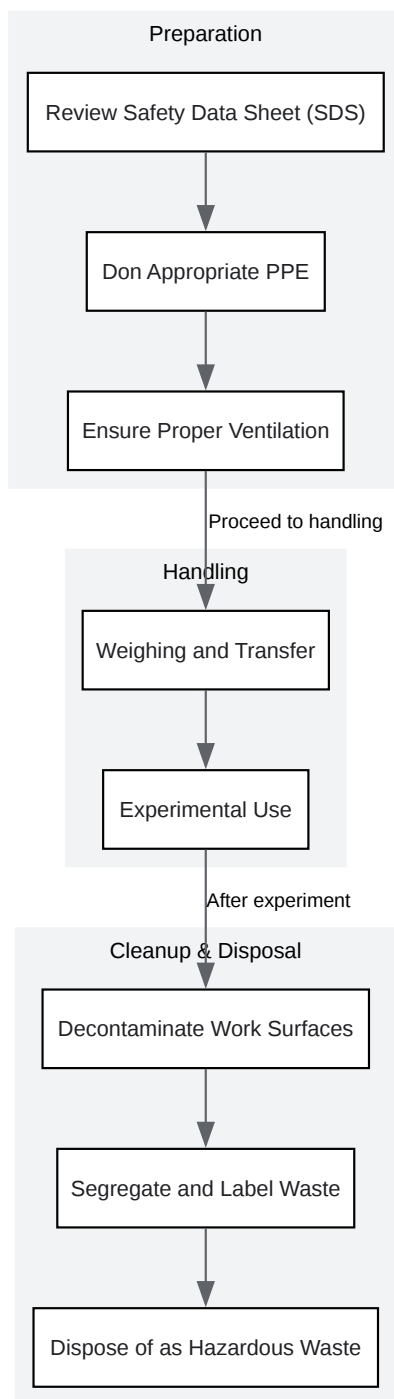 Preparation
Review Safety Data Sheet (SDS)
Don Appropriate PPE
Ensure Proper Ventilation
Proceed to handling
Handling
Weighing and Transfer
Experimental Use
After experiment
Cleanup & Disposal
Decontaminate Work Surfaces
Segregate and Label Waste
Dispose of as Hazardous Waste